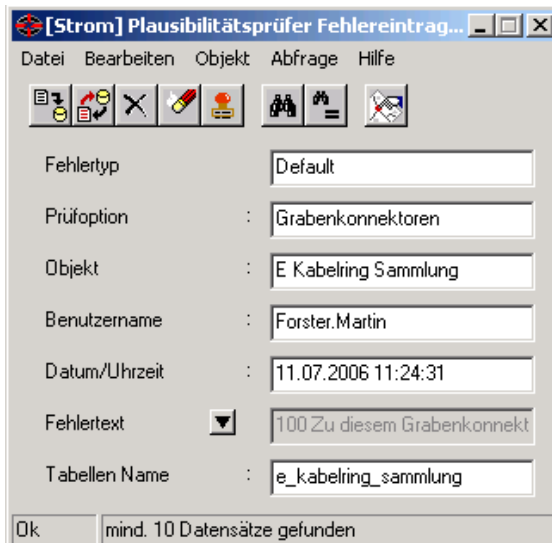 [Strom] Plausibilitätsprüfer Fehlereintrag...
Datei Bearbeiten Objekt Abfrage Hilfe
Fehlertyp Default
Prüfoption : Grabenkonnektoren
Objekt : E Kabelring Sammlung
Benutzername : Forster.Martin
Datum/Uhrzeit : 11.07.2006 11:24:31
Fehlertext 100 Zu diesem Grabenkonnekt
Tabellen Name : e_kabelring_sammlung
Ok mind. 10 Datensätze gefunden